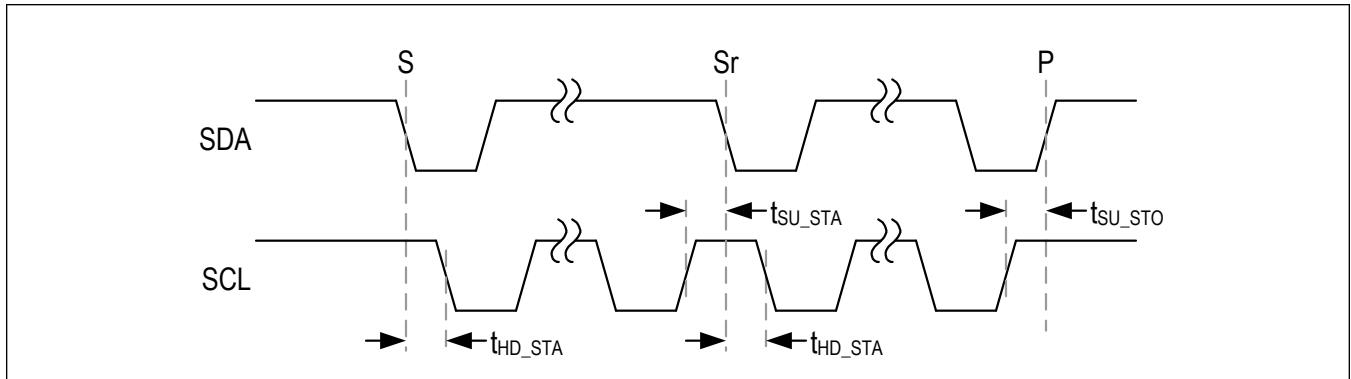 S Sr P
SDA
tSU_STA tSU_STO
SCL
tHD_STA tHD_STA